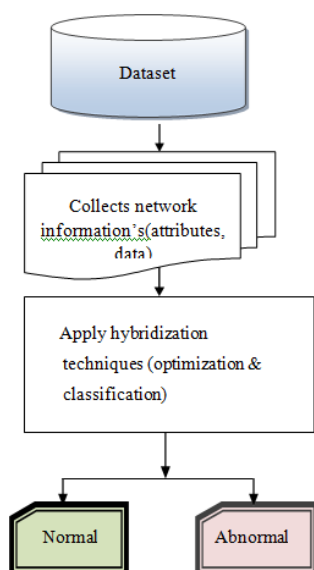 Dataset
Collects network
information's(attributes,
data)
Apply hybridization
techniques (optimization &
classification)
Normal
Abnormal